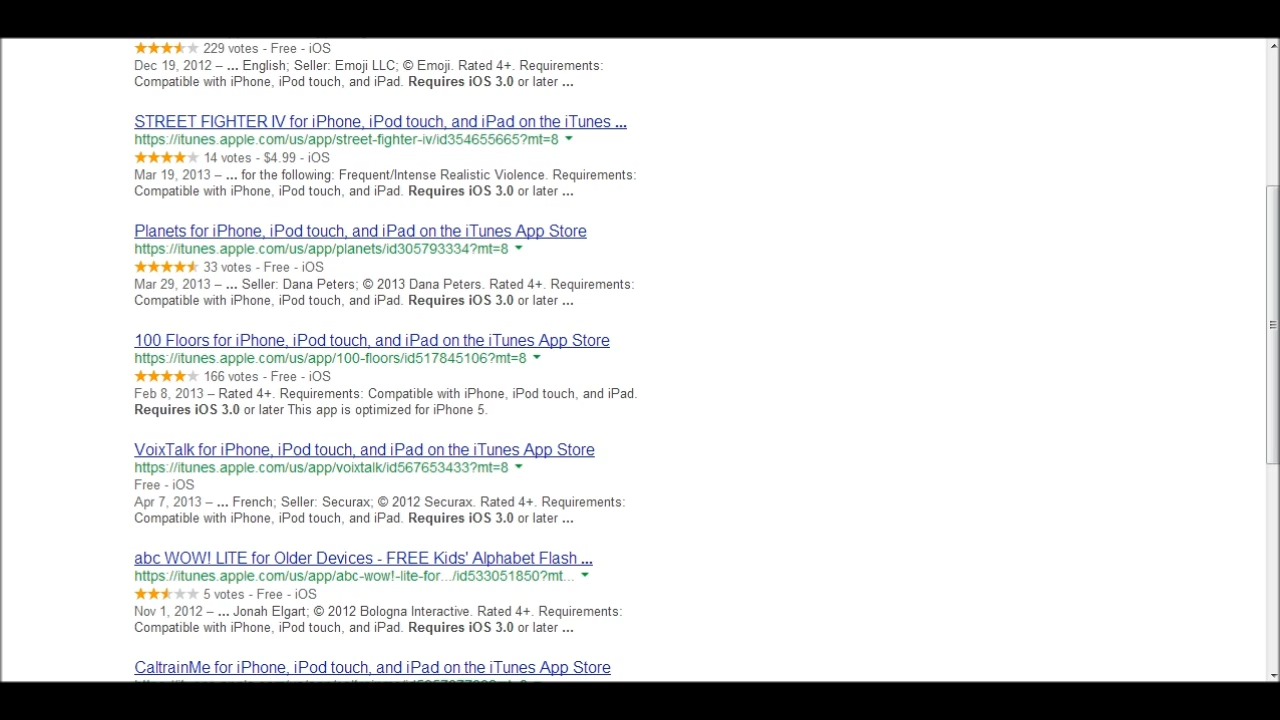 229 votes - Free - iOS
Dec 19, 2012 – ... English; Seller: Emoji LLC; © Emoji. Rated 4+. Requirements:
Compatible with iPhone, iPod touch, and iPad. Requires iOS 3.0 or later ...
STREET FIGHTER IV for iPhone, iPod touch, and iPad on the iTunes ...
https://itunes.apple.com/us/app/street-fighter-iv/id354655665?mt=8
14 votes - $4.99 - iOS
Mar 19, 2013 – ... for the following: Frequent/Intense Realistic Violence. Requirements:
Compatible with iPhone, iPod touch, and iPad. Requires iOS 3.0 or later ...
Planets for iPhone, iPod touch, and iPad on the iTunes App Store
https://itunes.apple.com/us/app/planets/id305793334?mt=8
33 votes - Free - iOS
Mar 29, 2013 – ... Seller: Dana Peters; © 2013 Dana Peters. Rated 4+. Requirements:
Compatible with iPhone, iPod touch, and iPad. Requires iOS 3.0 or later ...
100 Floors for iPhone, iPod touch, and iPad on the iTunes App Store
https://itunes.apple.com/us/app/100-floors/id517845106?mt=8
166 votes - Free - iOS
Feb 8, 2013 – Rated 4+. Requirements: Compatible with iPhone, iPod touch, and iPad.
Requires iOS 3.0 or later This app is optimized for iPhone 5.
VoixTalk for iPhone, iPod touch, and iPad on the iTunes App Store
https://itunes.apple.com/us/app/voixtalk/id567653433?mt=8
Free - iOS
Apr 7, 2013 – ... French; Seller: Securax; © 2012 Securax. Rated 4+. Requirements:
Compatible with iPhone, iPod touch, and iPad. Requires iOS 3.0 or later ...
abc WOW! LITE for Older Devices - FREE Kids' Alphabet Flash ...
https://itunes.apple.com/us/app/abc-wow!-lite-for.../id533051850?mt...
5 votes - Free - iOS
Nov 1, 2012 – ... Jonah Elgart; © 2012 Bologna Interactive. Rated 4+. Requirements:
Compatible with iPhone, iPod touch, and iPad. Requires iOS 3.0 or later ...
CaltrainMe for iPhone, iPod touch, and iPad on the iTunes App Store